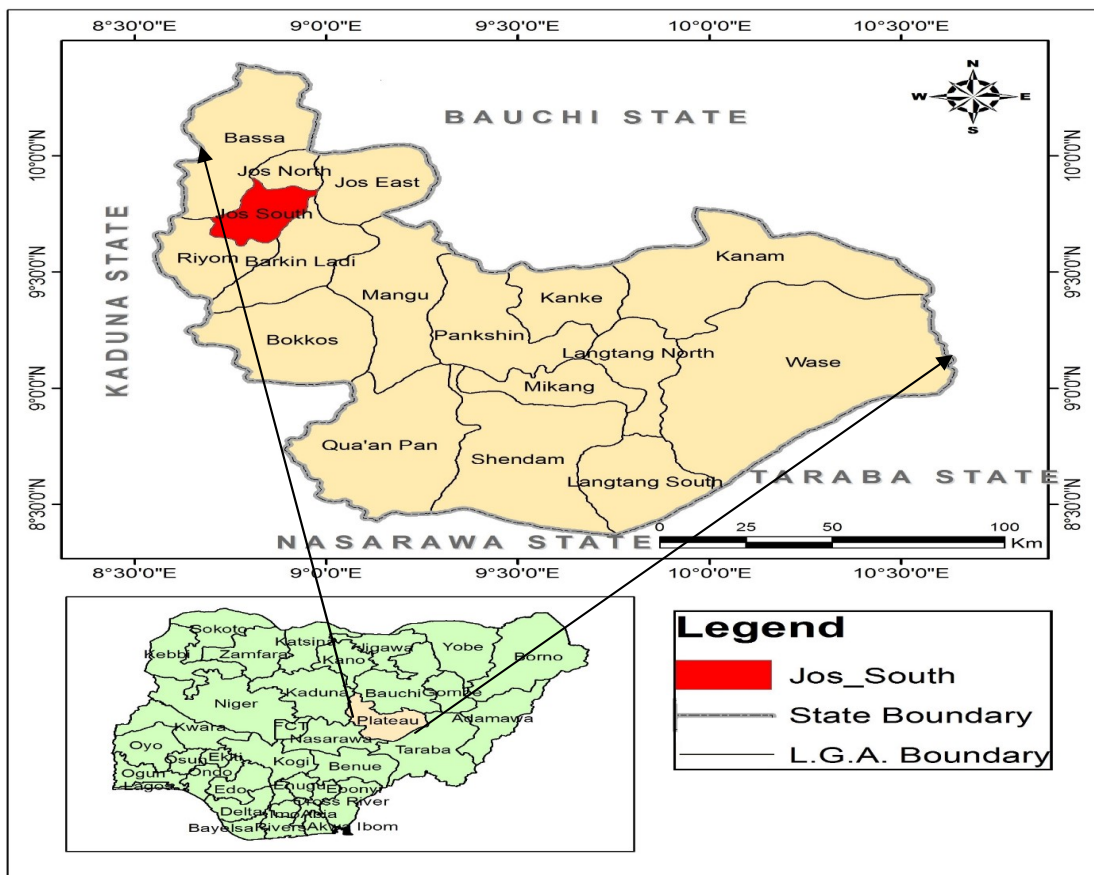 8°30'0"E 9°0'0"E 9°30'0"E 10°0'0"E 10°30'0"E
N
W E
S
BAUCHI STATE
Bassa
10°0'0"N 10°0'0"N
Jos North
Jos East
Jos South
KADUNA STATE
Riyom Barkin Ladi
Kanam
9°30'0"N 9°30'0"N
Mangu
Kanke
Bokkos
Pankshin
Langtang North
Wase
Mikang
9°0'0"N 9°0'0"N
Qua'an Pan
Shendam
Langtang South
TARABA STATE
8°30'0"N 8°30'0"N
0 25 50 100
Km
NASARAWA STATE
8°30'0"E 9°0'0"E 9°30'0"E 10°0'0"E 10°30'0"E
Sokoto
Katsina
Jigawa
Yobe
Kebbi
Zamfara
Kano
Borno
Kaduna
Bauchi
Gombe
Niger
Plateau
Adamawa
Kwara
FCT
Nasarawa
Oyo
Taraba
Osun
Ekiti
Kogi
Benue
Ogun
Ondo
Lagos
Edo
Enugu
Ebonyi
Cross River
Delta
Imo
Abia
Bayelsa
Rivers
Akwa Ibom
Legend
Jos_South
State Boundary
L.G.A. Boundary